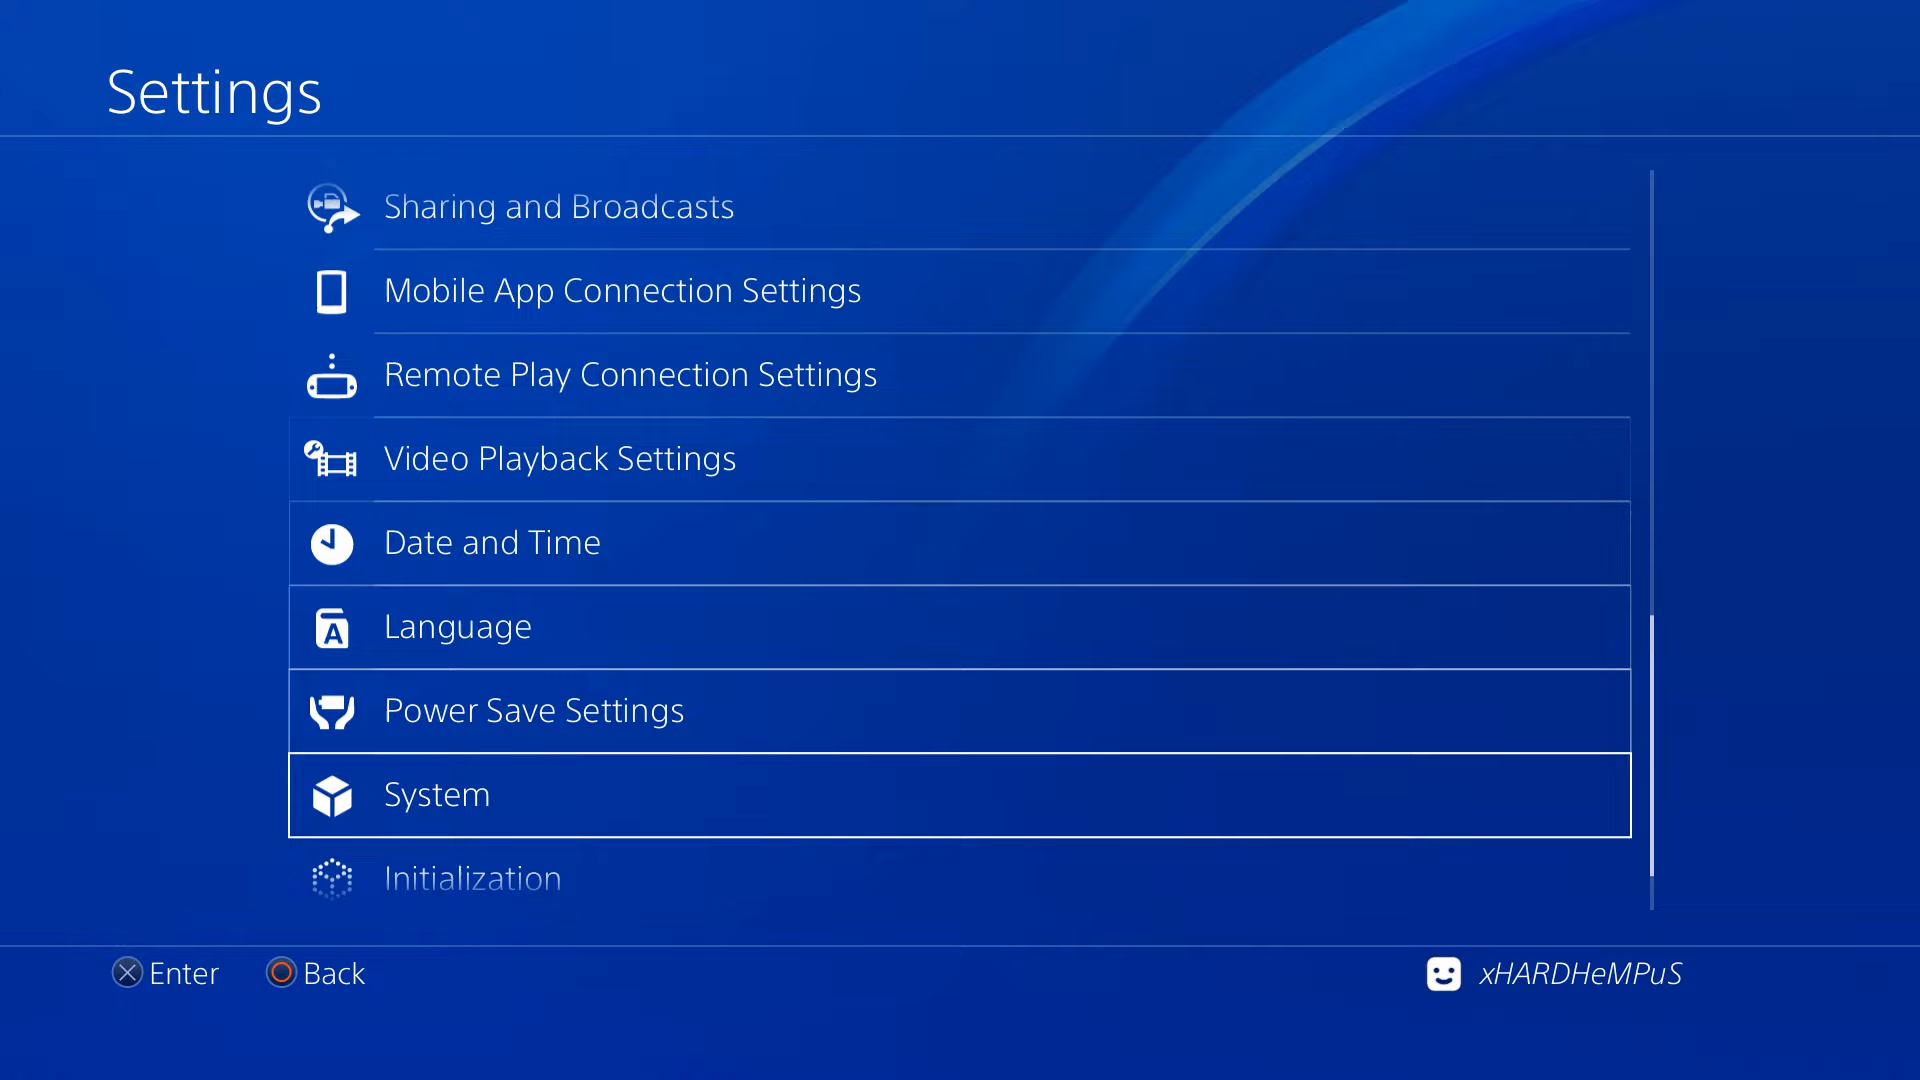 Settings
Sharing and Broadcasts
Mobile App Connection Settings
Remote Play Connection Settings
Video Playback Settings
Date and Time
A Language
Power Save Settings
System
Initialization
Enter Back xHARDHeMPuS